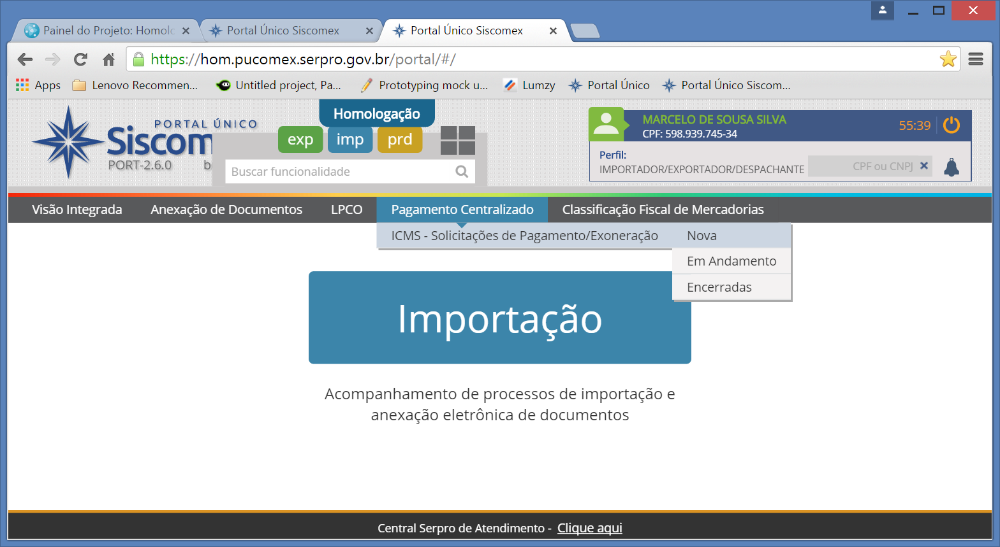 Painel do Projeto: Homolo
Portal Único Siscomex
Portal Único Siscomex
https://hom.pucomex.serpro.gov.br/portal/#/
Apps
Lenovo Recommen...
Untitled project, Pa...
Prototyping mock u...
Lumzy
Portal Único
Portal Único Siscom...
PORTAL ÚNICO
Siscom
PORT-2.6.0
Homologação
exp
imp
prd
Buscar funcionalidade
MARCELO DE SOUSA SILVA
CPF: 598.939.745-34
55:39
Perfil:
IMPORTADOR/EXPORTADOR/DESPACHANTE
CPF ou CNPJ
Visão Integrada
Anexação de Documentos
LPCO
Pagamento Centralizado
Classificação Fiscal de Mercadorias
ICMS - Solicitações de Pagamento/Exoneração
Nova
Em Andamento
Encerradas
Importação
Acompanhamento de processos de importação e
anexação eletrônica de documentos
Central Serpro de Atendimento - Clique aqui